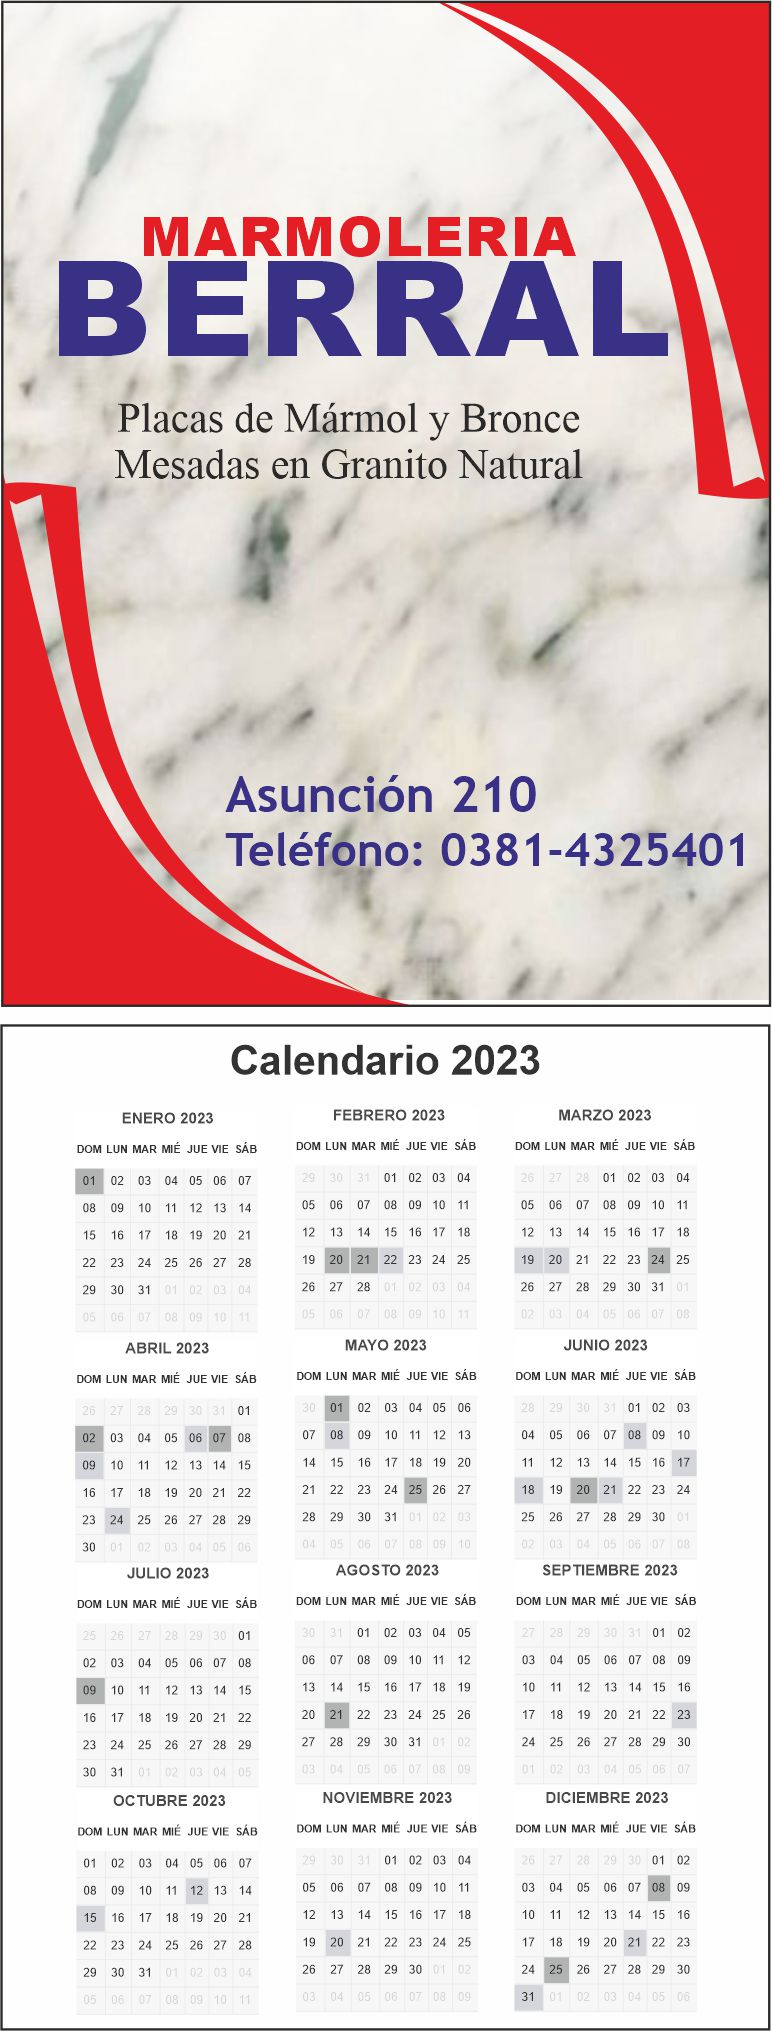 MARMOLERIA
BERRAL
Placas de Mármol y Bronce
Mesadas en Granito Natural
Asunción 210
Teléfono: 0381-4325401
Calendario 2023
ENERO 2023
DOM LUN MAR MIÉ JUE VIE SÁB
01 02 03 04 05 06 07
08 09 10 11 12 13 14
15 16 17 18 19 20 21
22 23 24 25 26 27 28
29 30 31 01 02 03 04
05 06 07 08 09 10 11
FEBRERO 2023
DOM LUN MAR MIÉ JUE VIE SÁB
29 30 31 01 02 03 04
05 06 07 08 09 10 11
12 13 14 15 16 17 18
19 20 21 22 23 24 25
26 27 28 01 02 03 04
05 06 07 08 09 10 11
MARZO 2023
DOM LUN MAR MIÉ JUE VIE SÁB
26 27 28 01 02 03 04
05 06 07 08 09 10 11
12 13 14 15 16 17 18
19 20 21 22 23 24 25
26 27 28 29 30 31 01
02 03 04 05 06 07 08
ABRIL 2023
DOM LUN MAR MIÉ JUE VIE SÁB
26 27 28 29 30 31 01
02 03 04 05 06 07 08
09 10 11 12 13 14 15
16 17 18 19 20 21 22
23 24 25 26 27 28 29
30 01 02 03 04 05 06
MAYO 2023
DOM LUN MAR MIÉ JUE VIE SÁB
30 01 02 03 04 05 06
07 08 09 10 11 12 13
14 15 16 17 18 19 20
21 22 23 24 25 26 27
28 29 30 31 01 02 03
04 05 06 07 08 09 10
JUNIO 2023
DOM LUN MAR MIÉ JUE VIE SÁB
28 29 30 31 01 02 03
04 05 06 07 08 09 10
11 12 13 14 15 16 17
18 19 20 21 22 23 24
25 26 27 28 29 30 01
02 03 04 05 06 07 08
JULIO 2023
DOM LUN MAR MIÉ JUE VIE SÁB
25 26 27 28 29 30 01
02 03 04 05 06 07 08
09 10 11 12 13 14 15
16 17 18 19 20 21 22
23 24 25 26 27 28 29
30 31 01 02 03 04 05
AGOSTO 2023
DOM LUN MAR MIÉ JUE VIE SÁB
30 31 01 02 03 04 05
06 07 08 09 10 11 12
13 14 15 16 17 18 19
20 21 22 23 24 25 26
27 28 29 30 31 01 02
03 04 05 06 07 08 09
SEPTIEMBRE 2023
DOM LUN MAR MIÉ JUE VIE SÁB
27 28 29 30 31 01 02
03 04 05 06 07 08 09
10 11 12 13 14 15 16
17 18 19 20 21 22 23
24 25 26 27 28 29 30
01 02 03 04 05 06 07
OCTUBRE 2023
DOM LUN MAR MIÉ JUE VIE SÁB
01 02 03 04 05 06 07
08 09 10 11 12 13 14
15 16 17 18 19 20 21
22 23 24 25 26 27 28
29 30 31 01 02 03 04
05 06 07 08 09 10 11
NOVIEMBRE 2023
DOM LUN MAR MIÉ JUE VIE SÁB
29 30 31 01 02 03 04
05 06 07 08 09 10 11
12 13 14 15 16 17 18
19 20 21 22 23 24 25
26 27 28 29 30 01 02
03 04 05 06 07 08 09
DICIEMBRE 2023
DOM LUN MAR MIÉ JUE VIE SÁB
26 27 28 29 30 01 02
03 04 05 06 07 08 09
10 11 12 13 14 15 16
17 18 19 20 21 22 23
24 25 26 27 28 29 30
31 01 02 03 04 05 06